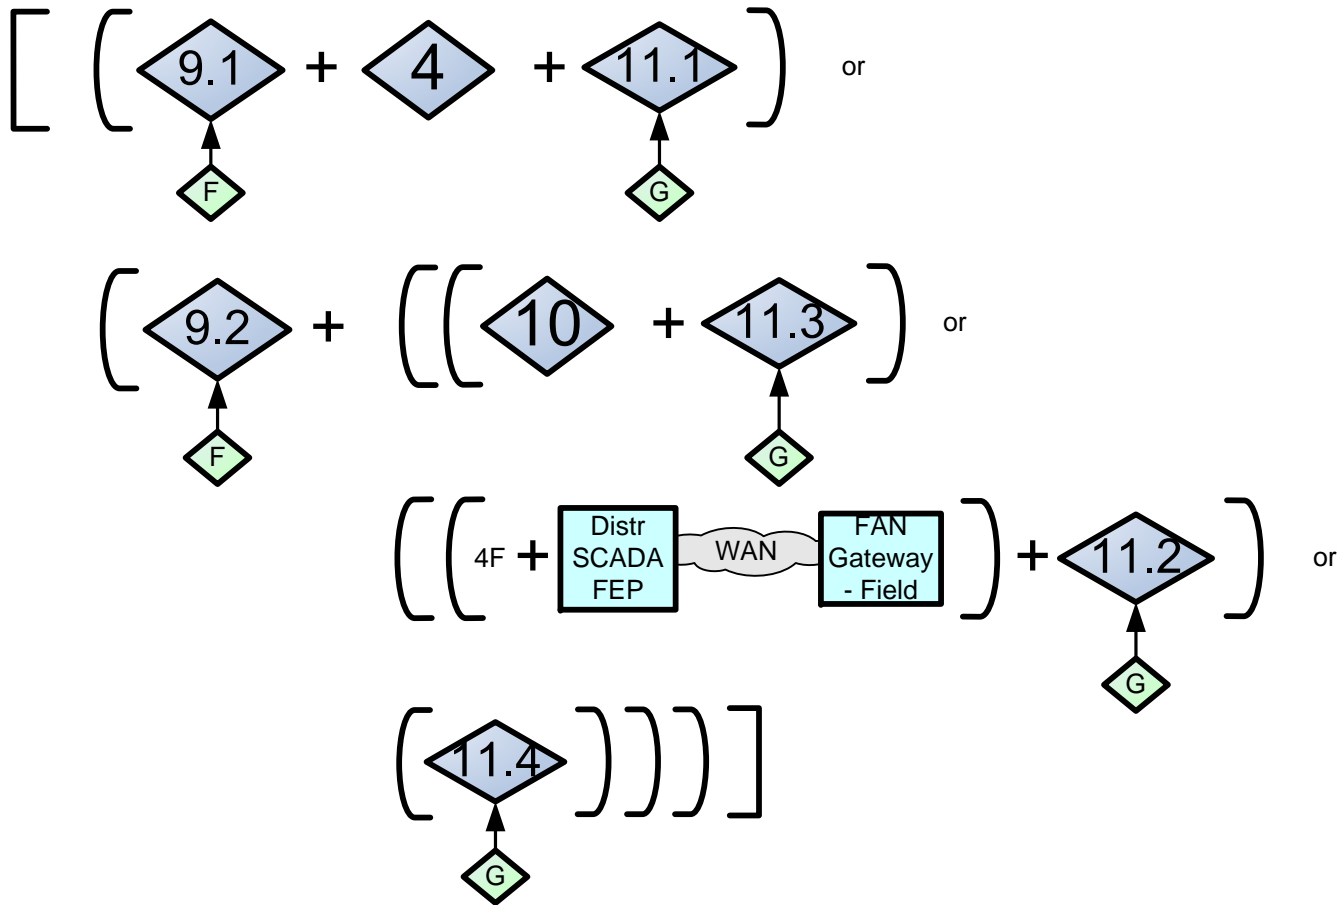 9.1 + 4 + 11.1 or
F G
9.2 + 10 + 11.3 or
F G
4F + Distr SCADA FEP WAN FAN Gateway - Field + 11.2 or
G
11.4
G